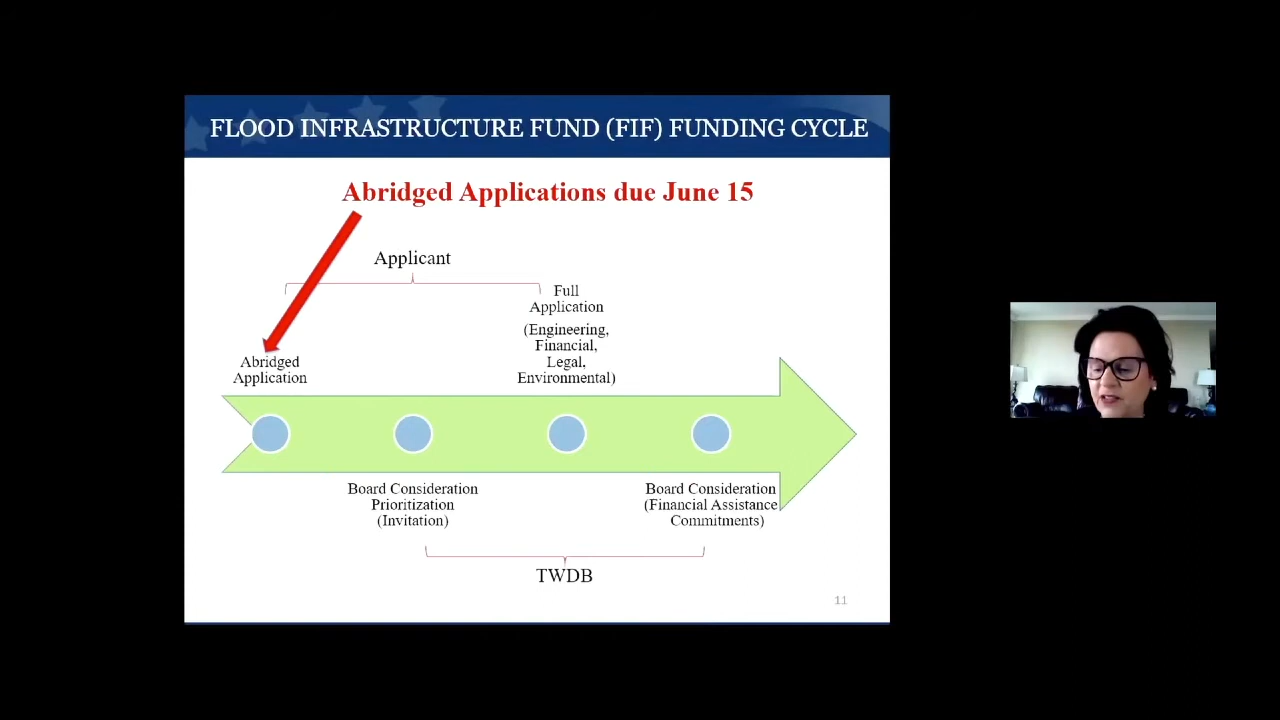 FLOOD INFRASTRUCTURE FUND (FIF) FUNDING CYCLE
Abridged Applications due June 15
Applicant
Full
Application
(Engineering,
Financial,
Legal,
Environmental)
Abridged
Application
Board Consideration
Prioritization
(Invitation)
Board Consideration
(Financial Assistance
Commitments)
TWDB
11